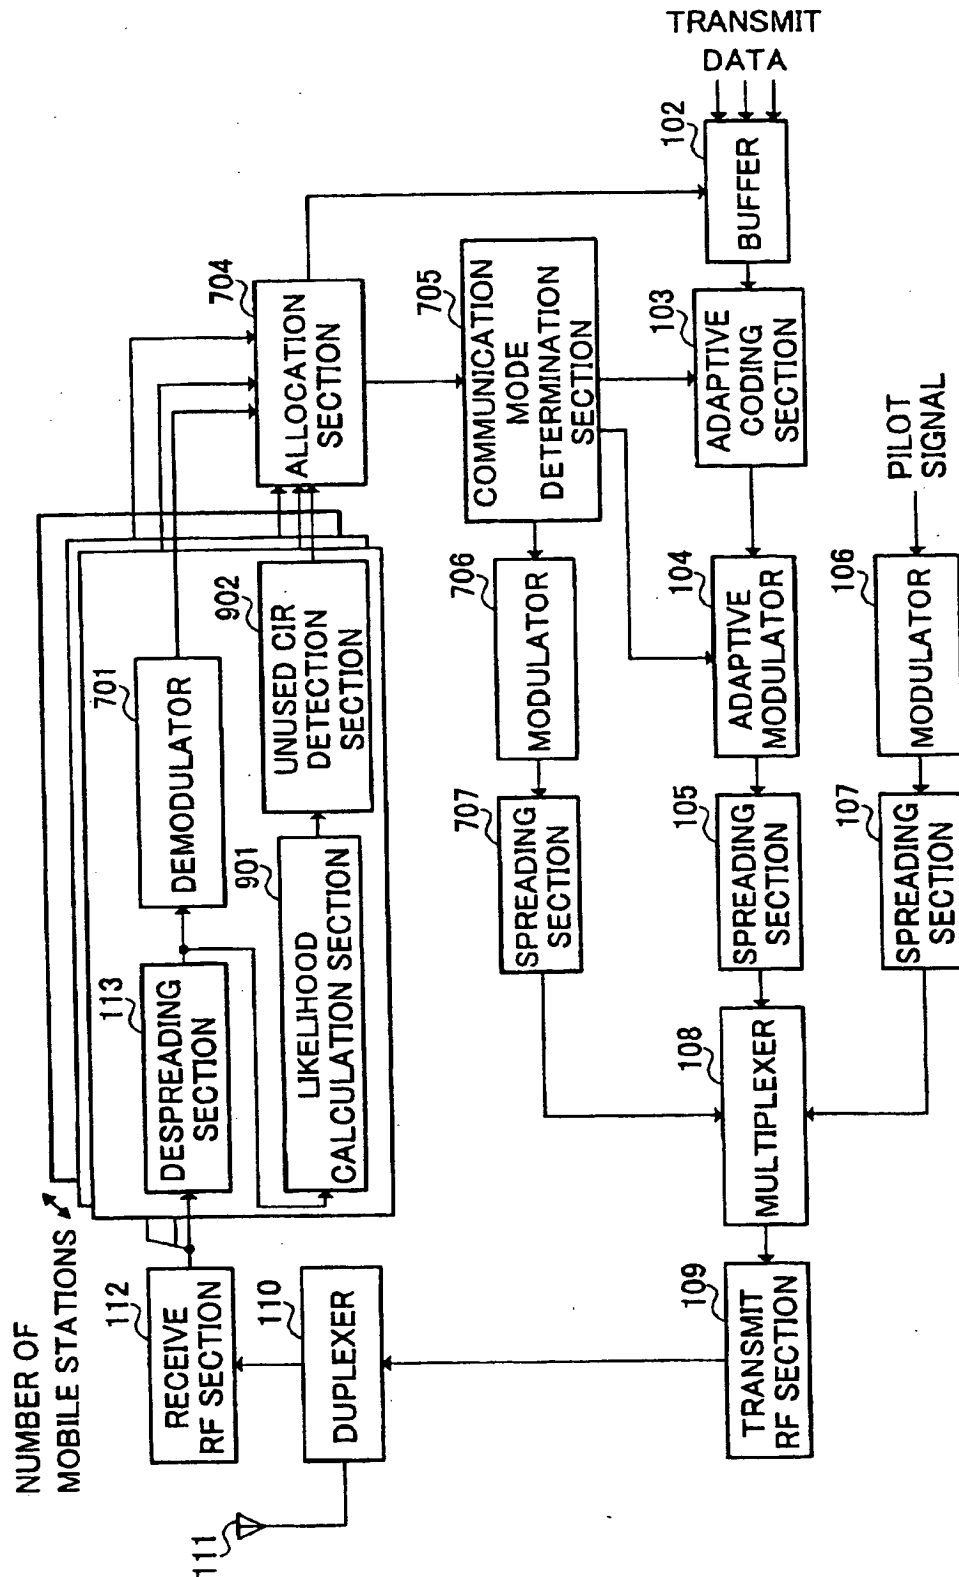 NUMBER OF
MOBILE STATIONS
111
112
RECEIVE
RF SECTION
110
DUPLEXER
109
TRANSMIT
RF SECTION
113
DESPREADING
SECTION
701
DEMODULATOR
901
LIKELIHOOD
CALCULATION SECTION
902
UNUSED CIR
DETECTION
SECTION
704
ALLOCATION
SECTION
705
COMMUNICATION
MODE
DETERMINATION
SECTION
706
MODULATOR
707
SPREADING
SECTION
TRANSMIT
DATA
102
BUFFER
103
ADAPTIVE
CODING
SECTION
104
ADAPTIVE
MODULATOR
105
SPREADING
SECTION
108
MULTIPLEXER
PILOT
SIGNAL
106
MODULATOR
107
SPREADING
SECTION